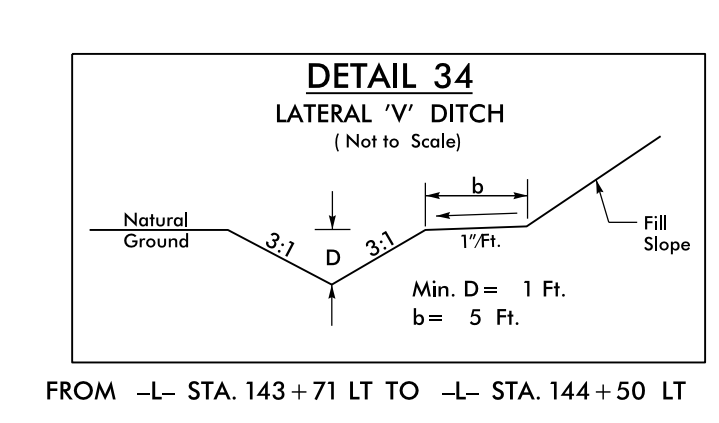 DETAIL 34
LATERAL 'V' DITCH
( Not to Scale)
b
Natural
Ground
3:1
D
3:1
1"/Ft.
Fill
Slope
Min. D = 1 Ft.
b = 5 Ft.
FROM -L- STA. 143+71 LT TO -L- STA. 144+50 LT